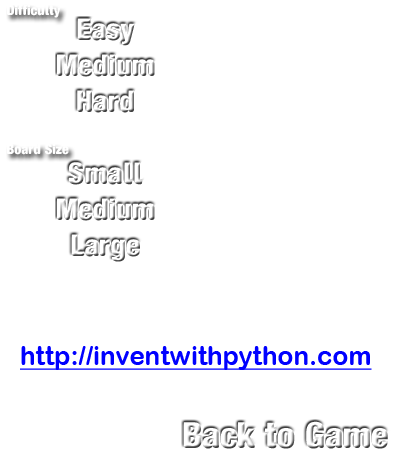 Difficulty
Easy
Medium
Hard
Board Size
Small
Medium
Large
http://inventwithpython.com
Back to Game